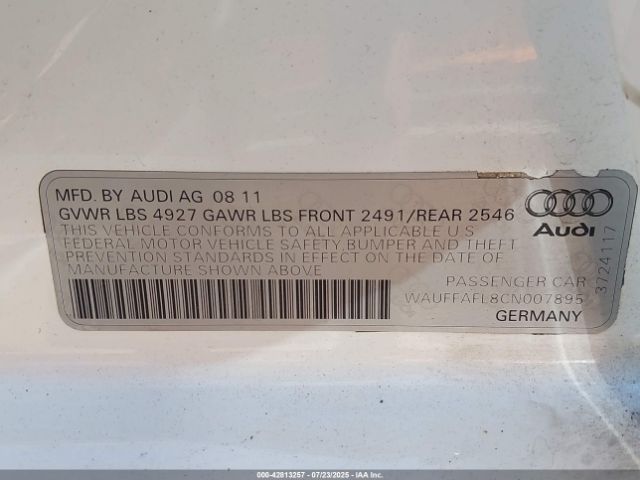 MFD. BY AUDI AG 08 11
GVWR LBS 4927 GAWR LBS FRONT 2491/REAR 2546
THIS VEHICLE CONFORMS TO ALL APPLICABLE U S
FEDERAL MOTOR VEHICLE SAFETY, BUMPER AND THEFT
PREVENTION STANDARDS IN EFFECT ON THE DATE OF
MANUFACTURE SHOWN ABOVE
Audi
PASSENGER CAR
WAUFFAFL8CN007895
GERMANY
3724117
000-42813257 - 07/23/2025 - IAAI.COM